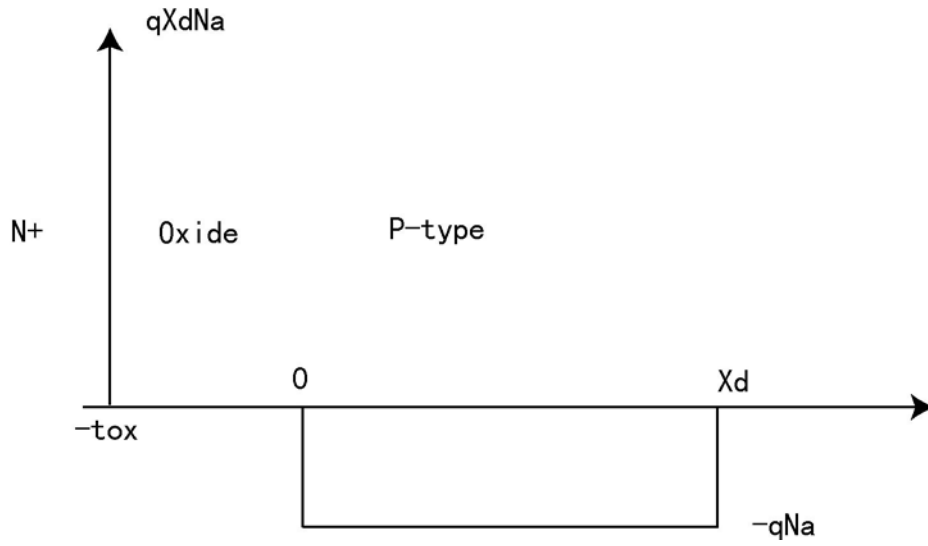 qXdNa
N+
Oxide
P-type
0
Xd
-tox
-qNa